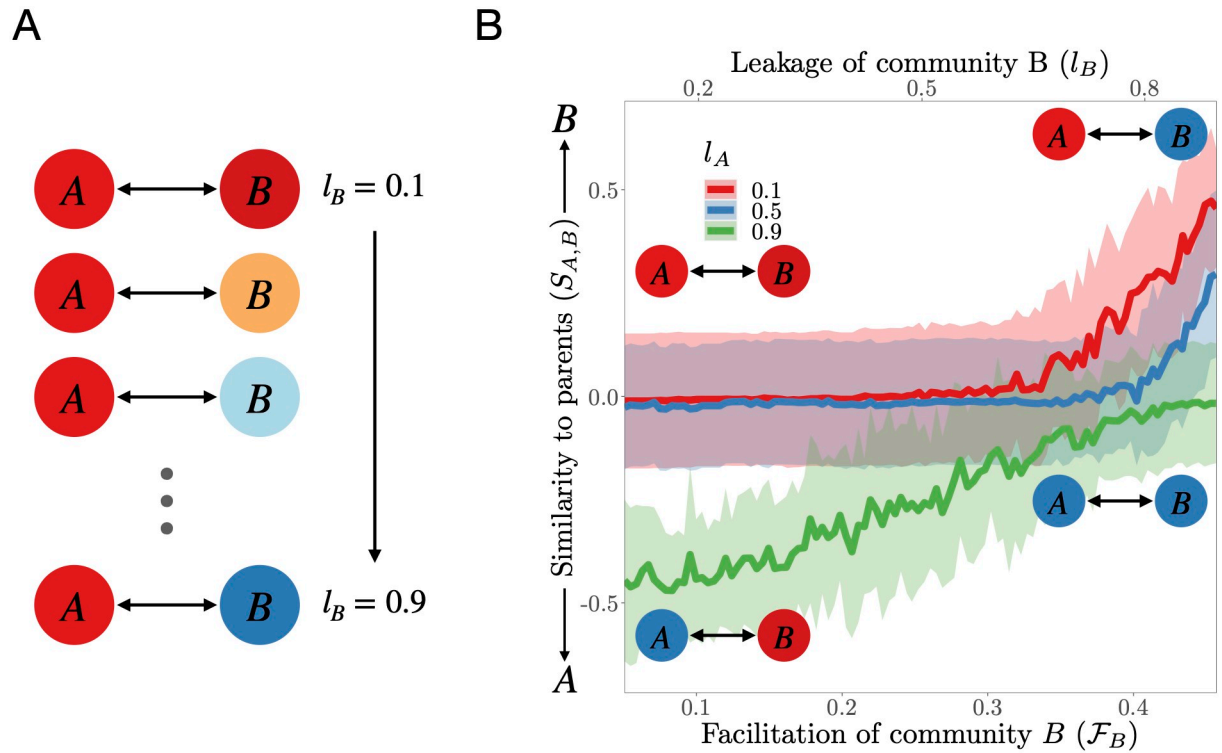 A
A B l_B = 0.1
A B
A B
A B l_B = 0.9
B
Leakage of community B (l_B)
0.2 0.5 0.8
B
A
Similarity to parents (S_{A,B})
0.5
0.0
-0.5
l_A
0.1
0.5
0.9
A B
A B
A B
A B
0.1 0.2 0.3 0.4
Facilitation of community B (ℱ_B)